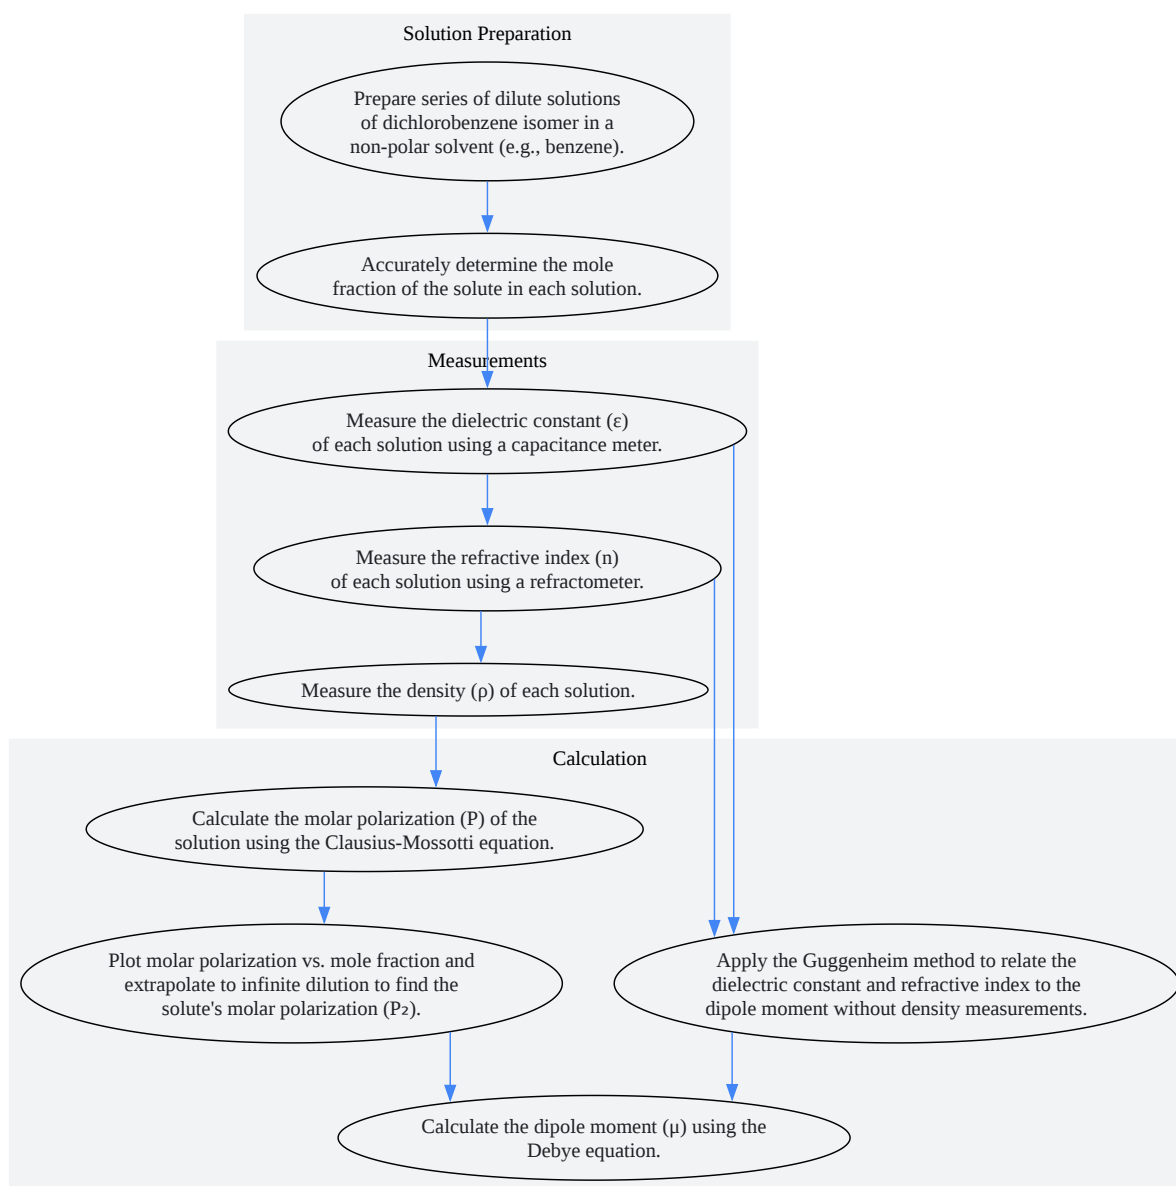 Solution Preparation
Prepare series of dilute solutions
of dichlorobenzene isomer in a
non-polar solvent (e.g., benzene).
Accurately determine the mole
fraction of the solute in each solution.
Measurements
Measure the dielectric constant (ε)
of each solution using a capacitance meter.
Measure the refractive index (n)
of each solution using a refractometer.
Measure the density (ρ) of each solution.
Calculation
Calculate the molar polarization (P) of the
solution using the Clausius-Mossotti equation.
Plot molar polarization vs. mole fraction and
extrapolate to infinite dilution to find the
solute's molar polarization (P₂).
Apply the Guggenheim method to relate the
dielectric constant and refractive index to the
dipole moment without density measurements.
Calculate the dipole moment (μ) using the
Debye equation.